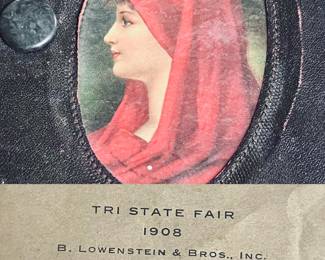 TRI STATE FAIR
1908
B. LOWENSTEIN & BROS., INC.